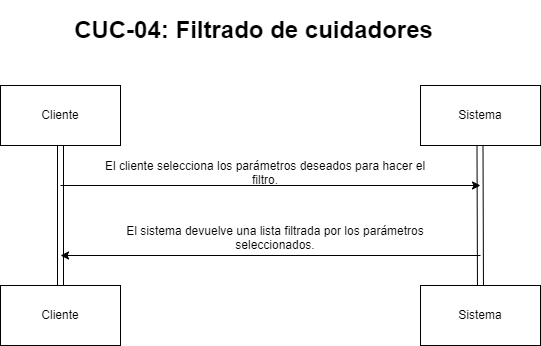 CUC-04: Filtrado de cuidadores
Cliente
Sistema
El cliente selecciona los parámetros deseados para hacer el
filtro.
El sistema devuelve una lista filtrada por los parámetros
seleccionados.
Cliente
Sistema